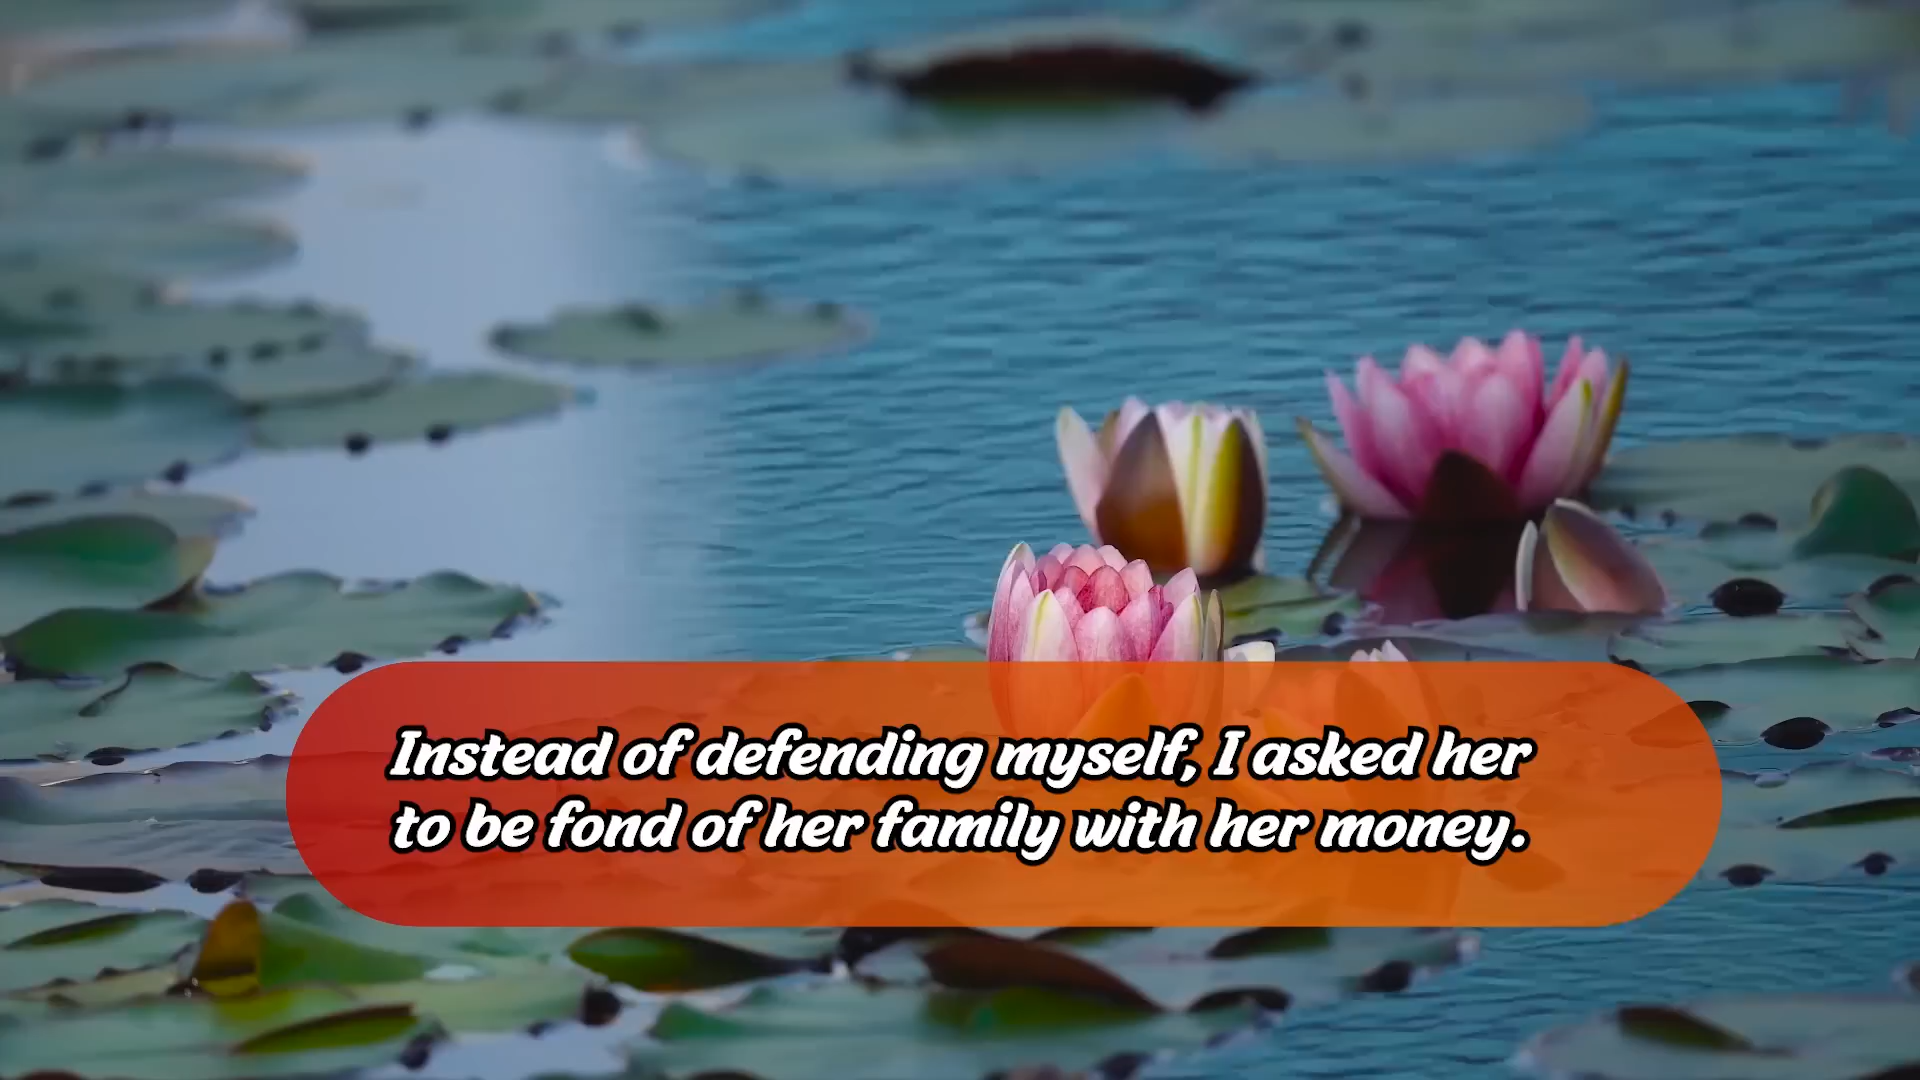 Instead of defending myself, I asked her
to be fond of her family with her money.